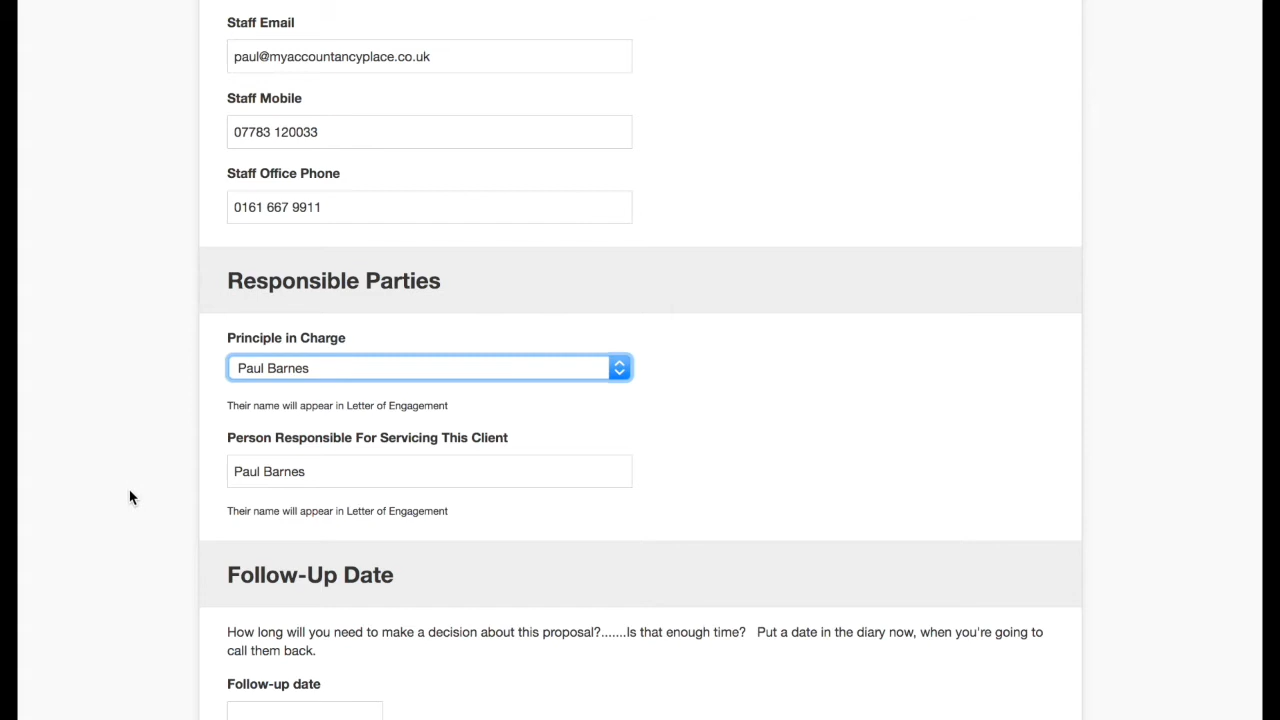 Staff Email
paul@myaccountancyplace.co.uk
Staff Mobile
07783 120033
Staff Office Phone
0161 667 9911
Responsible Parties
Principle in Charge
Paul Barnes
Their name will appear in Letter of Engagement
Person Responsible For Servicing This Client
Paul Barnes
Their name will appear in Letter of Engagement
Follow-Up Date
How long will you need to make a decision about this proposal?.......Is that enough time?   Put a date in the diary now, when you're going to
call them back.
Follow-up date